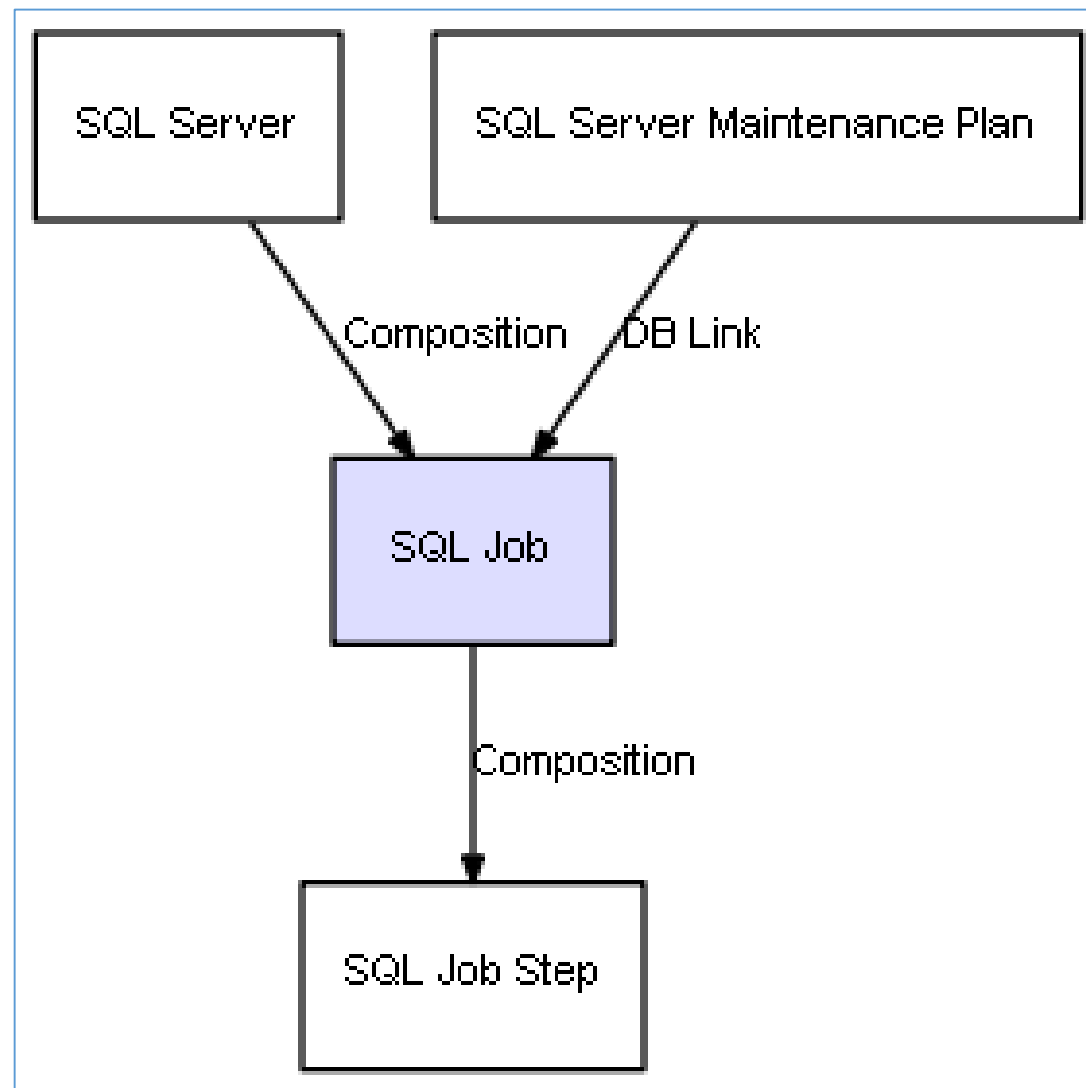 SQL Server
SQL Server Maintenance Plan
Composition
DB Link
SQL Job
Composition
SQL Job Step